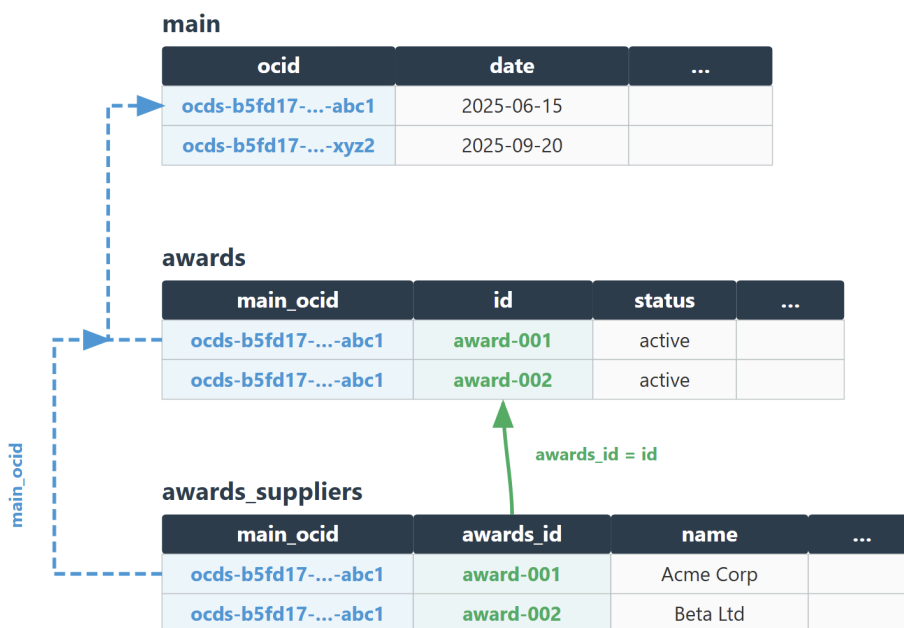 main
ocid date ...
ocds-b5fd17-...-abc1 2025-06-15
ocds-b5fd17-...-xyz2 2025-09-20
awards
main_ocid id status ...
ocds-b5fd17-...-abc1 award-001 active
ocds-b5fd17-...-abc1 award-002 active
main_ocid
awards_id = id
awards_suppliers
main_ocid awards_id name ...
ocds-b5fd17-...-abc1 award-001 Acme Corp
ocds-b5fd17-...-abc1 award-002 Beta Ltd